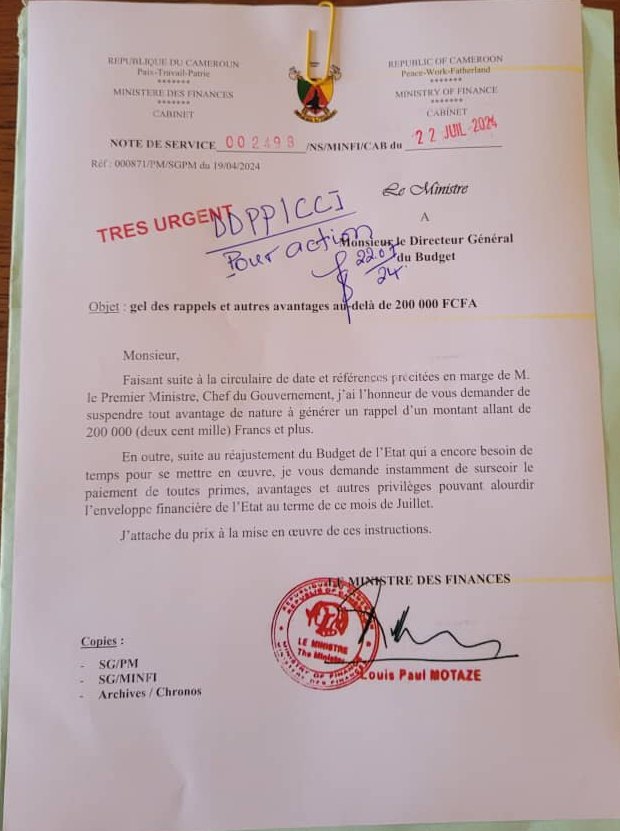 REPUBLIQUE DU CAMEROUN
Paix-Travail-Patrie
*******
MINISTERE DES FINANCES
*******
CABINET
REPUBLIC OF CAMEROON
Peace-Work-Fatherland
*******
MINISTRY OF FINANCE
*******
CABINET
NOTE DE SERVICE 002493 /NS/MINFI/CAB du 22 JUIL 2024
Réf : 000871/PM/SGPM du 19/04/2024
Le Ministre
A
Monsieur le Directeur Général
du Budget
TRES URGENT
DDPP/CCI
Pour action
22.07
24
Objet : gel des rappels et autres avantages au-delà de 200 000 FCFA
Monsieur,
Faisant suite à la circulaire de date et références précitées en marge de M.
le Premier Ministre, Chef du Gouvernement, j'ai l'honneur de vous demander de
suspendre tout avantage de nature à générer un rappel d'un montant allant de
200 000 (deux cent mille) Francs et plus.
En outre, suite au réajustement du Budget de l'Etat qui a encore besoin de
temps pour se mettre en œuvre, je vous demande instamment de surseoir le
paiement de toutes primes, avantages et autres privilèges pouvant alourdir
l'enveloppe financière de l'Etat au terme de ce mois de Juillet.
J'attache du prix à la mise en œuvre de ces instructions.
LE MINISTRE DES FINANCES
LE MINISTRE
The Minister
Louis Paul MOTAZE
Copies :
- SG/PM
- SG/MINFI
- Archives / Chronos